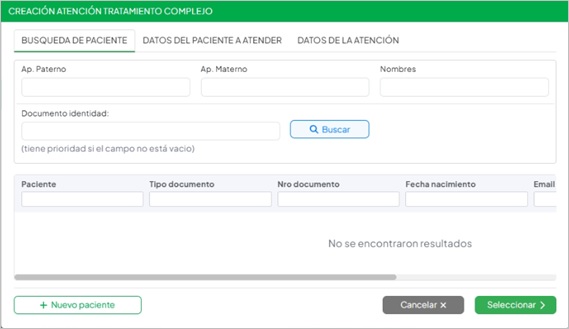 CREACIÓN ATENCIÓN TRATAMIENTO COMPLEJO
BUSQUEDA DE PACIENTE DATOS DEL PACIENTE A ATENDER DATOS DE LA ATENCIÓN
Ap. Paterno Ap. Materno Nombres
Documento identidad:
Buscar
(tiene prioridad si el campo no está vacio)
Paciente Tipo documento Nro documento Fecha nacimiento Email
No se encontraron resultados
+ Nuevo paciente Cancelar × Seleccionar >